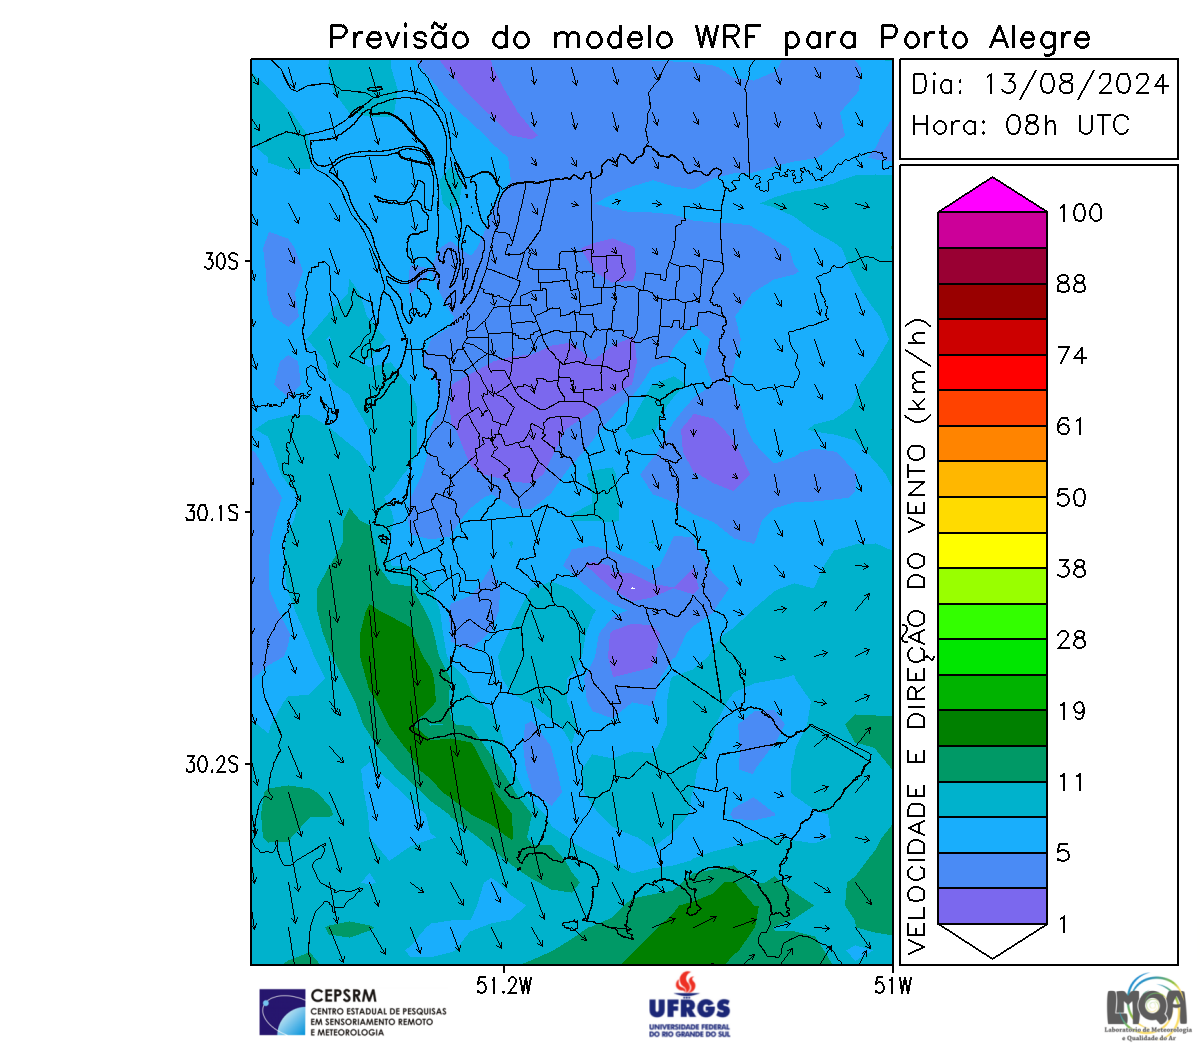 Previsão do modelo WRF para Porto Alegre
Dia: 13/08/2024
Hora: 08h UTC
30S
30.1S
30.2S
51.2W
51W
VELOCIDADE E DIREÇÃO DO VENTO (km/h)
100
88
74
61
50
38
28
19
11
5
1
CEPSRM
CENTRO ESTADUAL DE PESQUISAS
EM SENSORIAMENTO REMOTO
E METEOROLOGIA
UFRGS
UNIVERSIDADE FEDERAL
DO RIO GRANDE DO SUL
LMQA
Laboratório de Meteorologia
e Qualidade do Ar